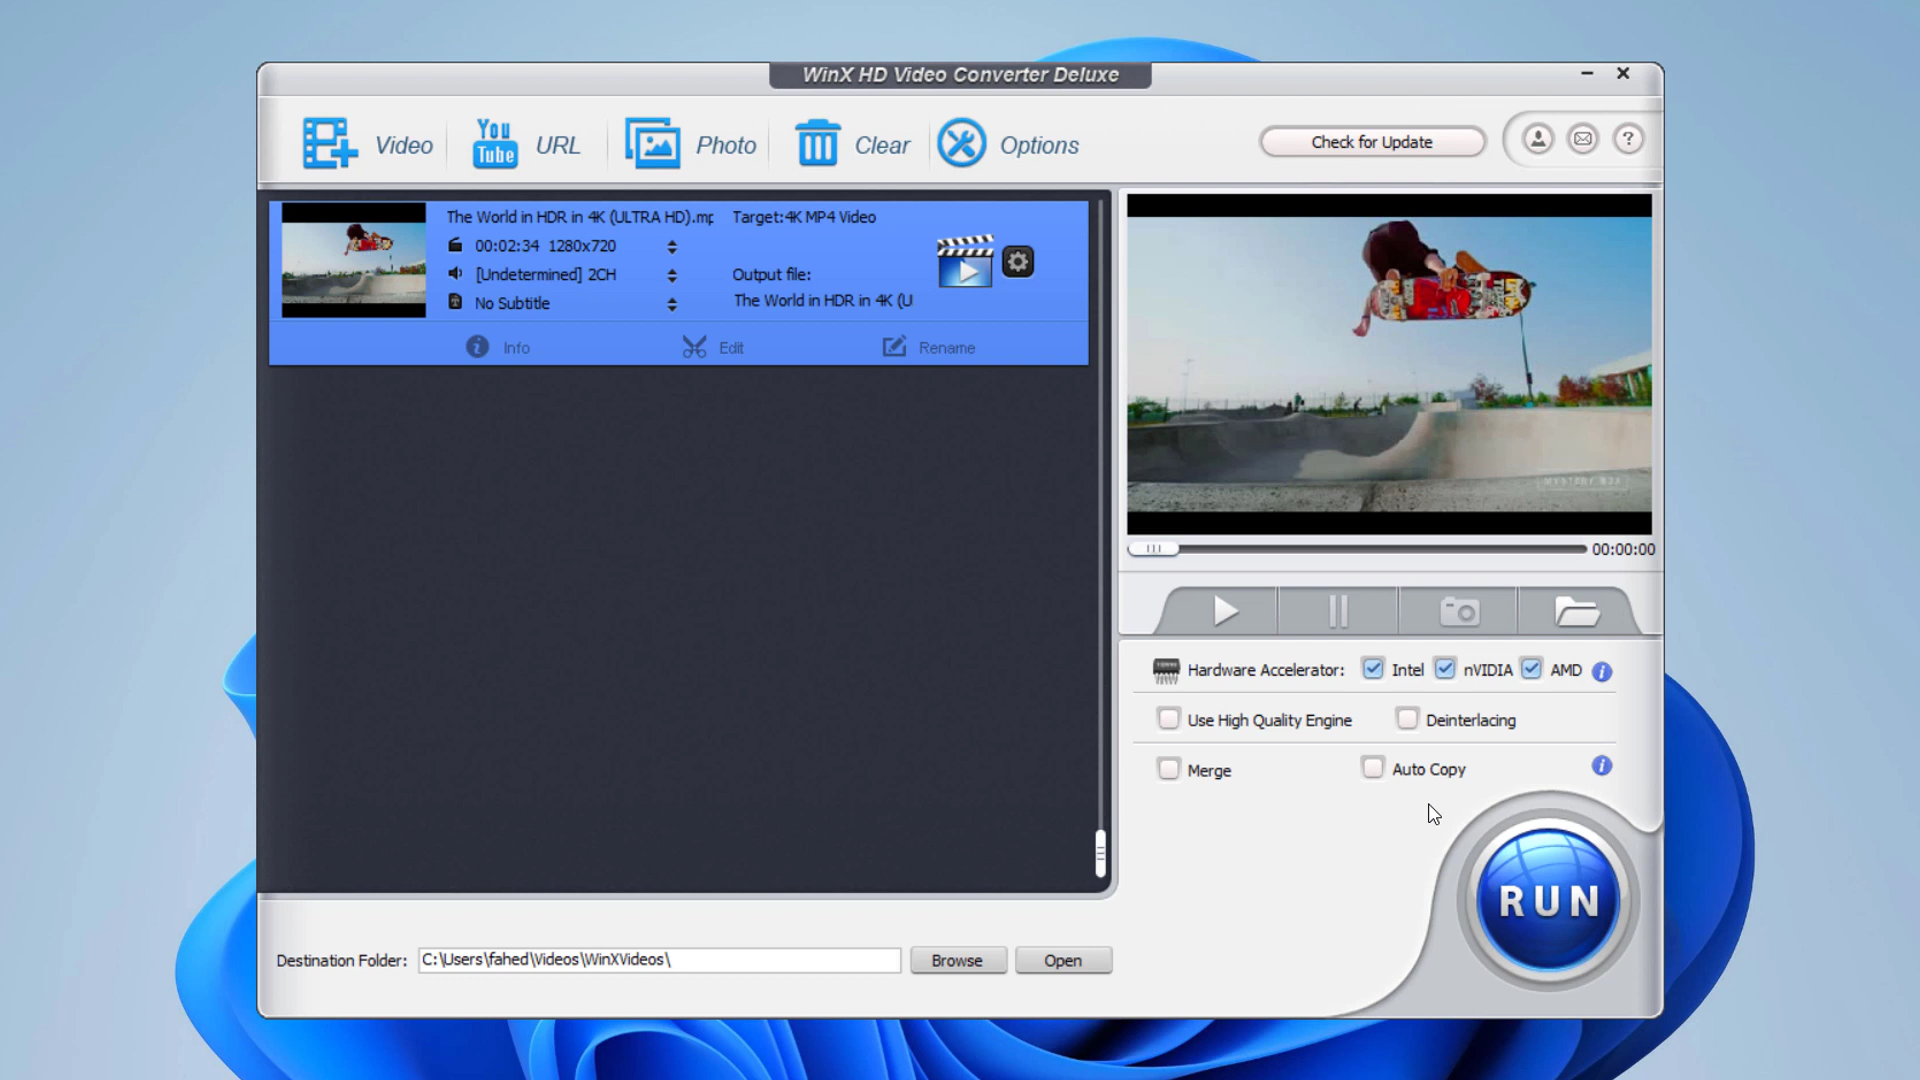 WinX HD Video Converter Deluxe
Video
You Tube
URL
Photo
Clear
Options
Check for Update
?
The World in HDR in 4K (ULTRA HD).mp
Target:4K MP4 Video
00:02:34 1280x720
[Undetermined] 2CH
Output file:
No Subtitle
The World in HDR in 4K (U
Info
Edit
Rename
MYSTERY BOX
00:00:00
Hardware Accelerator:
Intel
nVIDIA
AMD
Use High Quality Engine
Deinterlacing
Merge
Auto Copy
RUN
Destination Folder:
C:\Users\fahed\Videos\WinXVideos\
Browse
Open